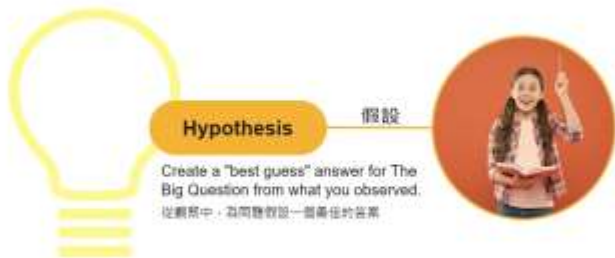 Hypothesis
假設
Create a "best guess" answer for The
Big Question from what you observed.
從觀察中，為問題假設一個最佳的答案